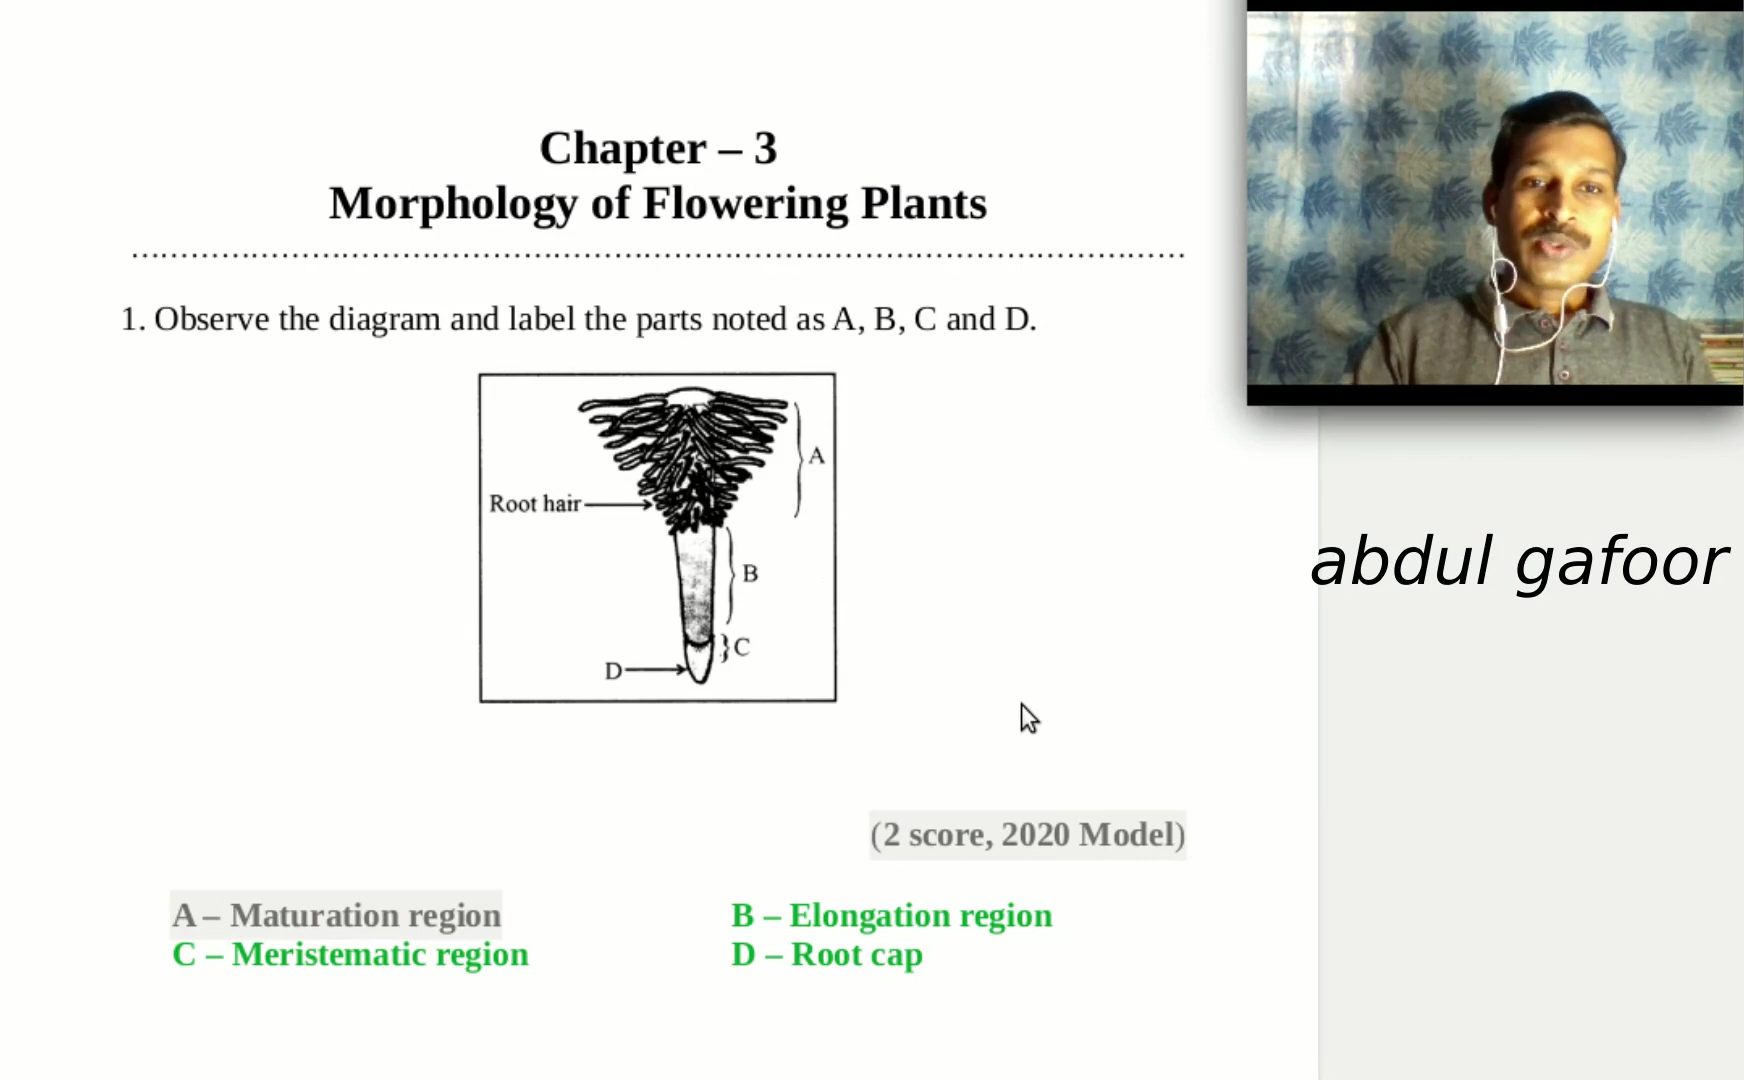 Chapter – 3
Morphology of Flowering Plants
1. Observe the diagram and label the parts noted as A, B, C and D.
A
Root hair
B
C
D
(2 score, 2020 Model)
A – Maturation region B – Elongation region
C – Meristematic region D – Root cap
abdul gafoor